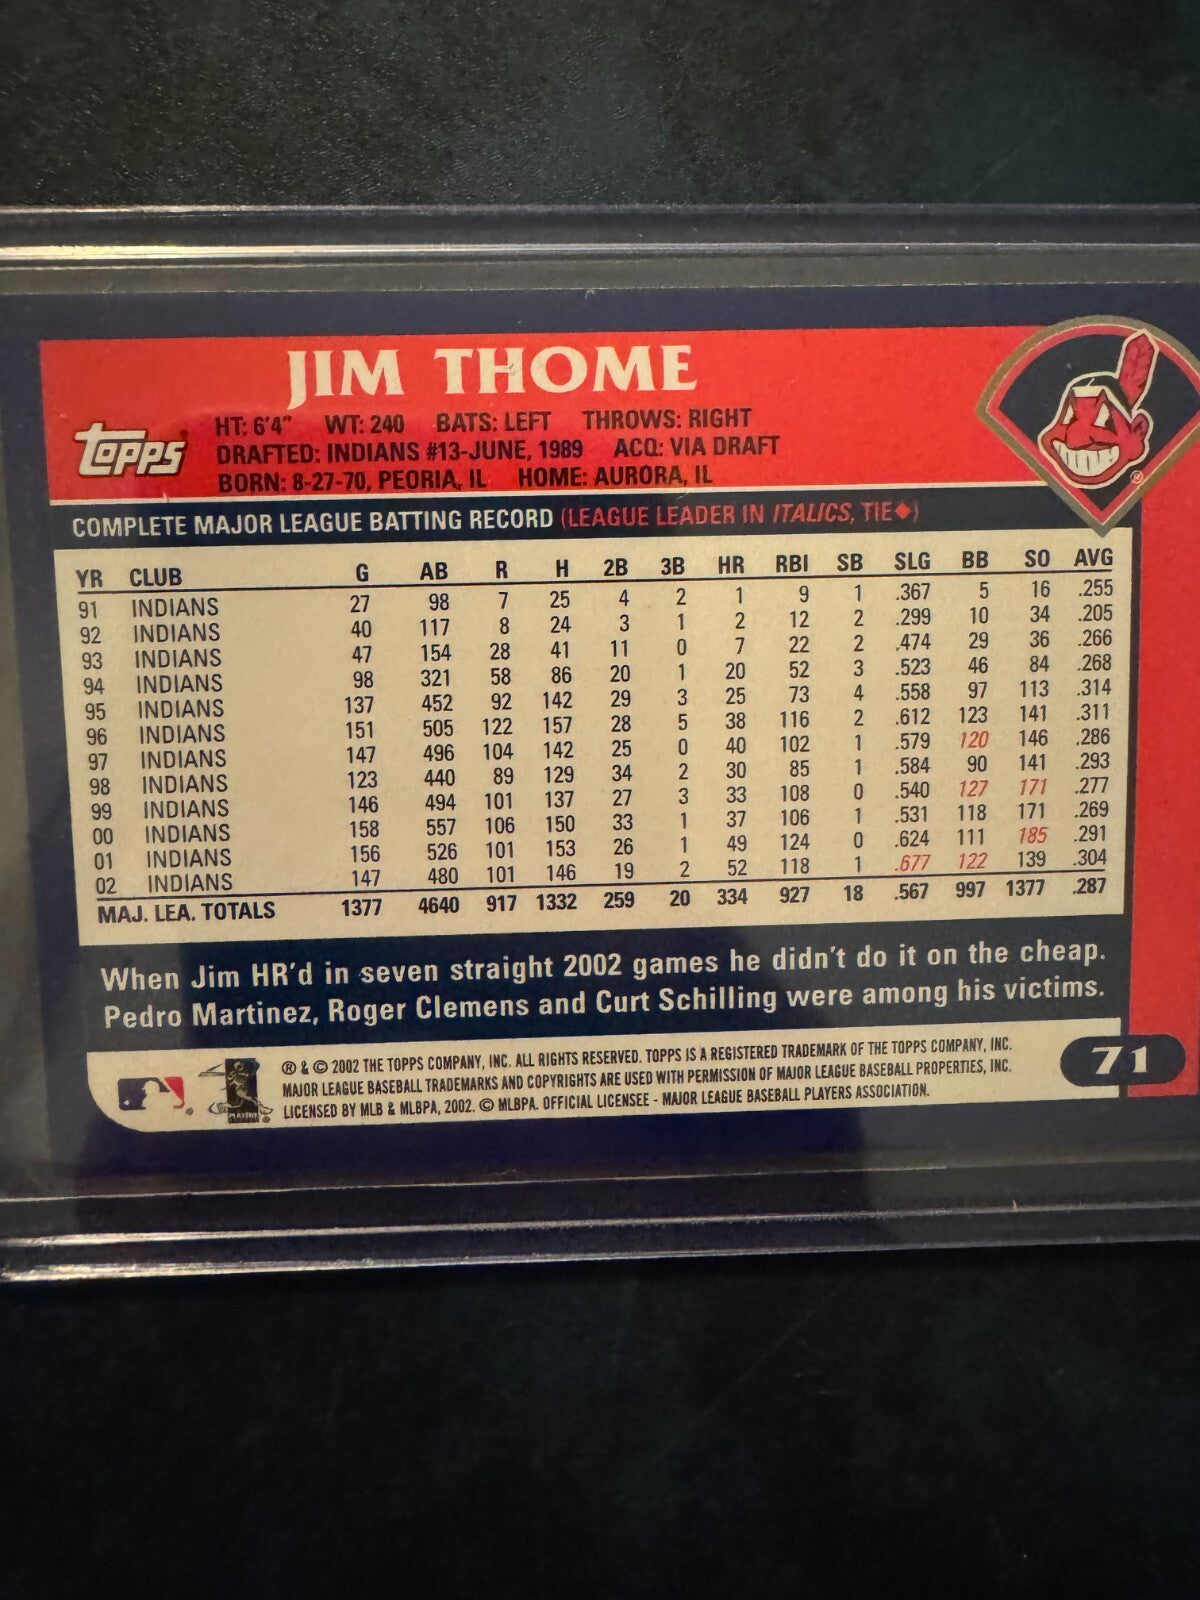 JIM THOME
topps
HT: 6'4" WT: 240 BATS: LEFT THROWS: RIGHT
DRAFTED: INDIANS #13-JUNE, 1989 ACQ: VIA DRAFT
BORN: 8-27-70, PEORIA, IL HOME: AURORA, IL
COMPLETE MAJOR LEAGUE BATTING RECORD (LEAGUE LEADER IN ITALICS, TIE◆)
YR CLUB G AB R H 2B 3B HR RBI SB SLG BB SO AVG
91 INDIANS 27 98 7 25 4 2 1 9 1 .367 5 16 .255
92 INDIANS 40 117 8 24 3 1 2 12 2 .299 10 34 .205
93 INDIANS 47 154 28 41 11 0 7 22 2 .474 29 36 .266
94 INDIANS 98 321 58 86 20 1 20 52 3 .523 46 84 .268
95 INDIANS 137 452 92 142 29 3 25 73 4 .558 97 113 .314
96 INDIANS 151 505 122 157 28 5 38 116 2 .612 123 141 .311
97 INDIANS 147 496 104 142 25 0 40 102 1 .579 120 146 .286
98 INDIANS 123 440 89 129 34 2 30 85 1 .584 90 141 .293
99 INDIANS 146 494 101 137 27 3 33 108 0 .540 127 171 .277
00 INDIANS 158 557 106 150 33 1 37 106 1 .531 118 171 .269
01 INDIANS 156 526 101 153 26 1 49 124 0 .624 111 185 .291
02 INDIANS 147 480 101 146 19 2 52 118 1 .677 122 139 .304
MAJ. LEA. TOTALS 1377 4640 917 1332 259 20 334 927 18 .567 997 1377 .287
When Jim HR'd in seven straight 2002 games he didn't do it on the cheap.
Pedro Martinez, Roger Clemens and Curt Schilling were among his victims.
® & © 2002 THE TOPPS COMPANY, INC. ALL RIGHTS RESERVED. TOPPS IS A REGISTERED TRADEMARK OF THE TOPPS COMPANY, INC.
MAJOR LEAGUE BASEBALL TRADEMARKS AND COPYRIGHTS ARE USED WITH PERMISSION OF MAJOR LEAGUE BASEBALL PROPERTIES, INC.
LICENSED BY MLB & MLBPA, 2002. © MLBPA. OFFICIAL LICENSEE - MAJOR LEAGUE BASEBALL PLAYERS ASSOCIATION.
71